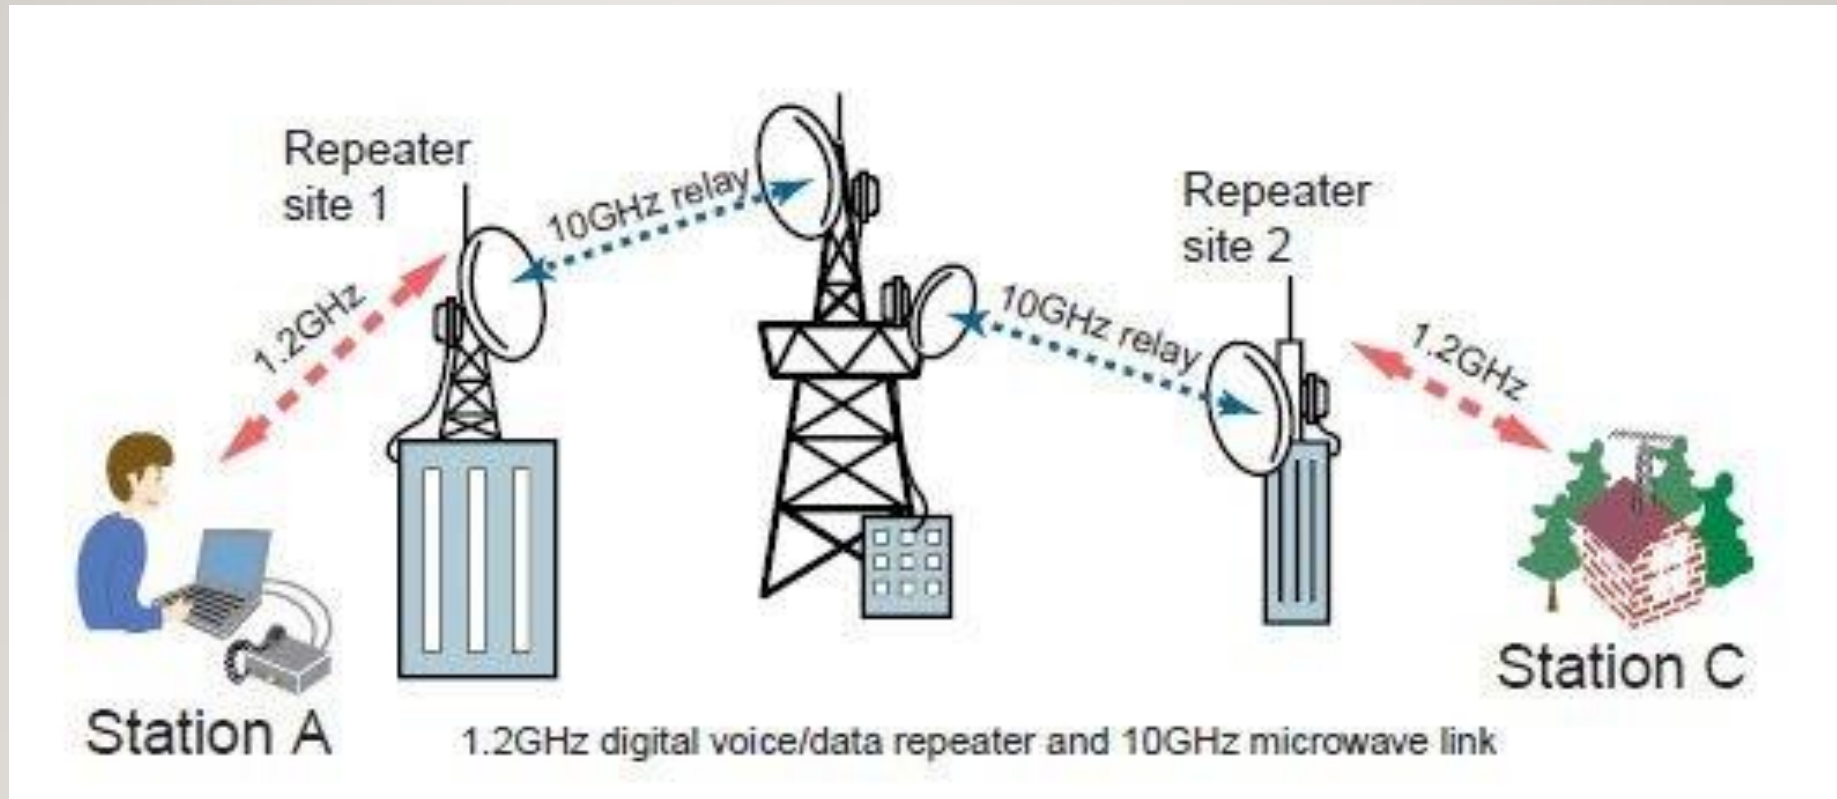 Repeater
site 1
10GHz relay
1.2GHz
Repeater
site 2
10GHz relay
1.2GHz
Station A
Station C
1.2GHz digital voice/data repeater and 10GHz microwave link